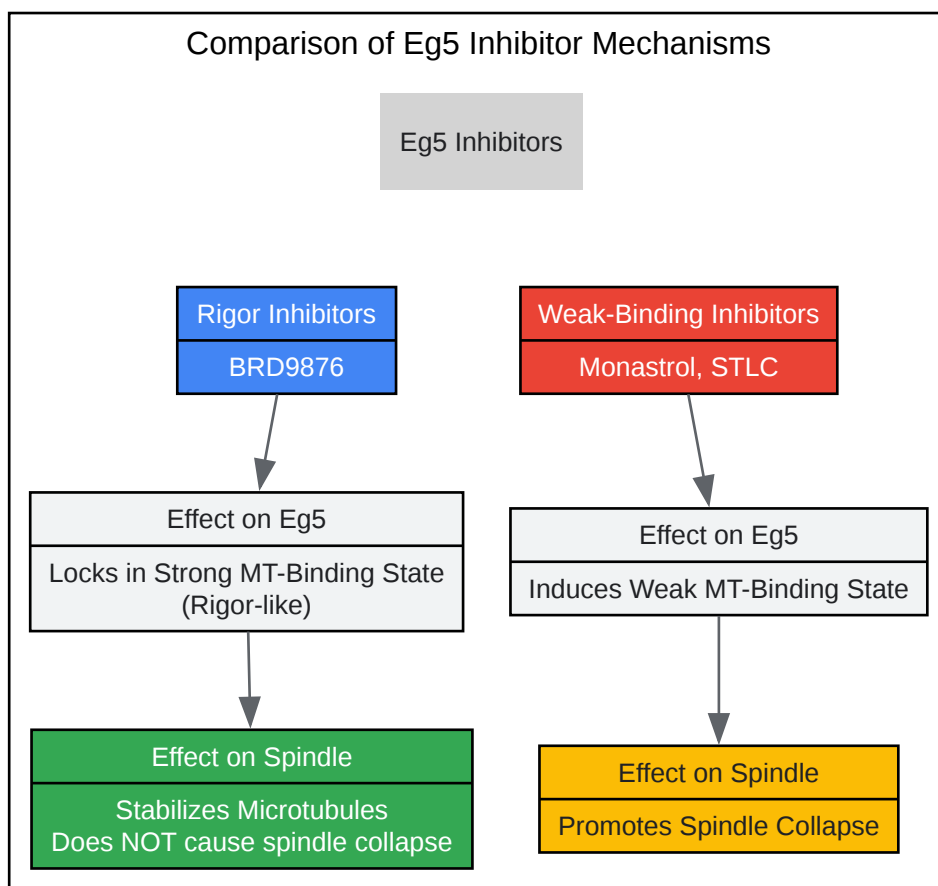 Comparison of Eg5 Inhibitor Mechanisms
Eg5 Inhibitors
Rigor Inhibitors
BRD9876
Weak-Binding Inhibitors
Monastrol, STLC
Effect on Eg5
Locks in Strong MT-Binding State
(Rigor-like)
Effect on Eg5
Induces Weak MT-Binding State
Effect on Spindle
Stabilizes Microtubules
Does NOT cause spindle collapse
Effect on Spindle
Promotes Spindle Collapse